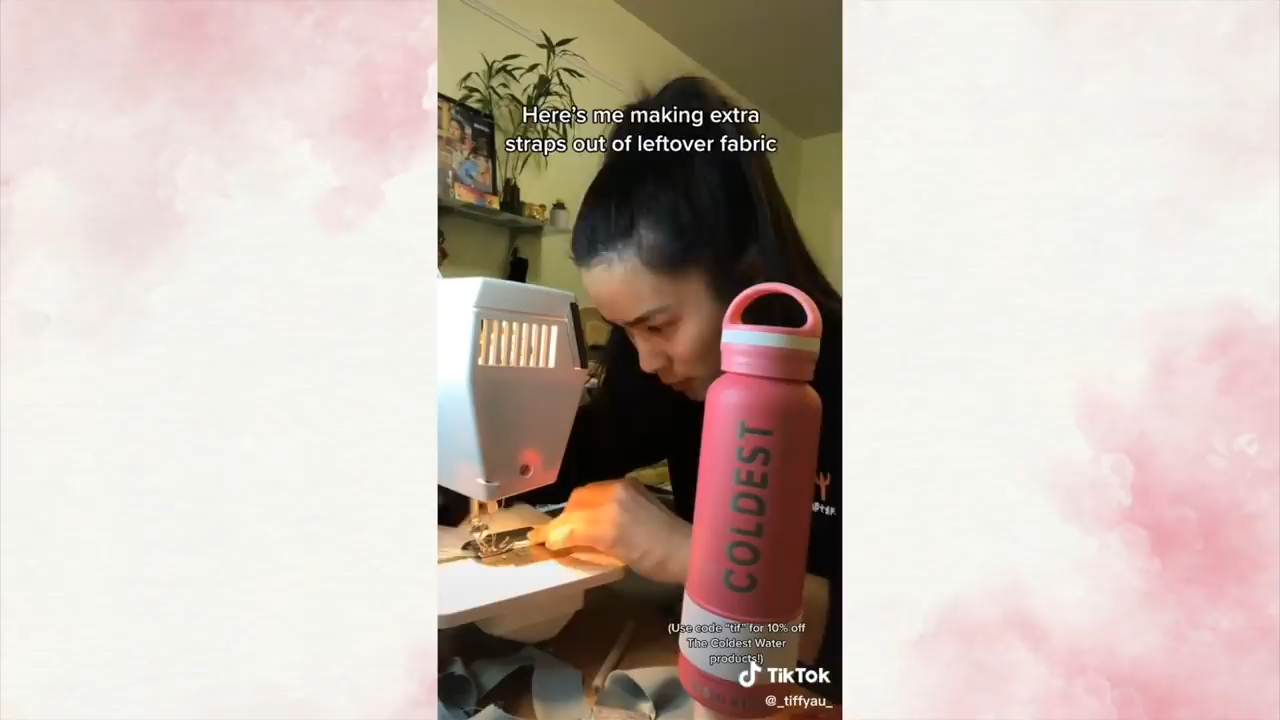 Here's me making extra
straps out of leftover fabric
COLDEST
(Use code "tif" for 10% off
The Coldest Water
products!)
TikTok
@_tiffyau_